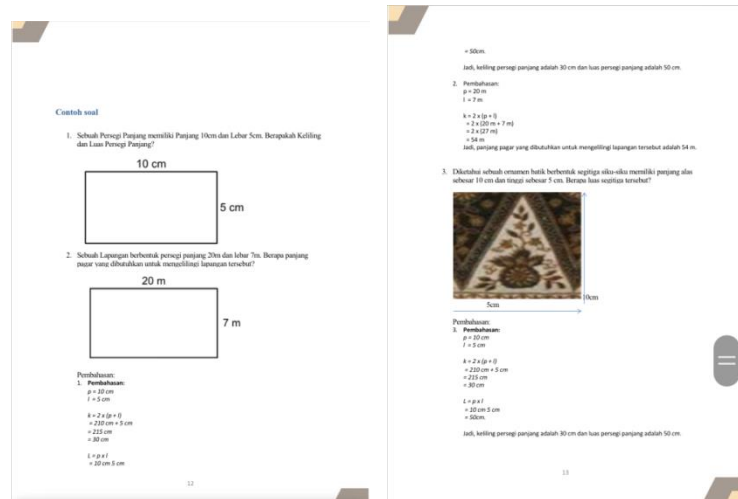 Contoh soal
1. Sebuah Persegi Panjang memiliki Panjang 10cm dan Lebar 5cm. Berapakah Keliling
dan Luas Persegi Panjang?
10 cm
5 cm
2. Sebuah Lapangan berbentuk persegi panjang 20m dan lebar 7m. Berapa panjang
pagar yang dibutuhkan untuk mengelilingi lapangan tersebut?
20 m
7 m
Pembahasan:
1. Pembahasan:
p = 10 cm
l = 5 cm
k = 2 x (p + l)
= 210 cm + 5 cm
= 215 cm
= 30 cm
L = p x l
= 10 cm 5 cm
12
= 50cm.
Jadi, keliling persegi panjang adalah 30 cm dan luas persegi panjang adalah 50 cm.
2. Pembahasan:
p = 20 m
l = 7 m
k = 2 x (p + l)
= 2 x (20 m + 7 m)
= 2 x (27 m)
= 54 m
Jadi, panjang pagar yang dibutuhkan untuk mengelilingi lapangan tersebut adalah 54 m.
3. Diketahui sebuah ornamen batik berbentuk segitiga siku-siku memiliki panjang alas
sebesar 10 cm dan tinggi sebesar 5 cm. Berapa luas segitiga tersebut?
10cm
5cm
Pembahasan:
3. Pembahasan:
p = 10 cm
l = 5 cm
k = 2 x (p + l)
= 210 cm + 5 cm
= 215 cm
= 30 cm
L = p x l
= 10 cm 5 cm
= 50cm.
Jadi, keliling persegi panjang adalah 30 cm dan luas persegi panjang adalah 50 cm.
13